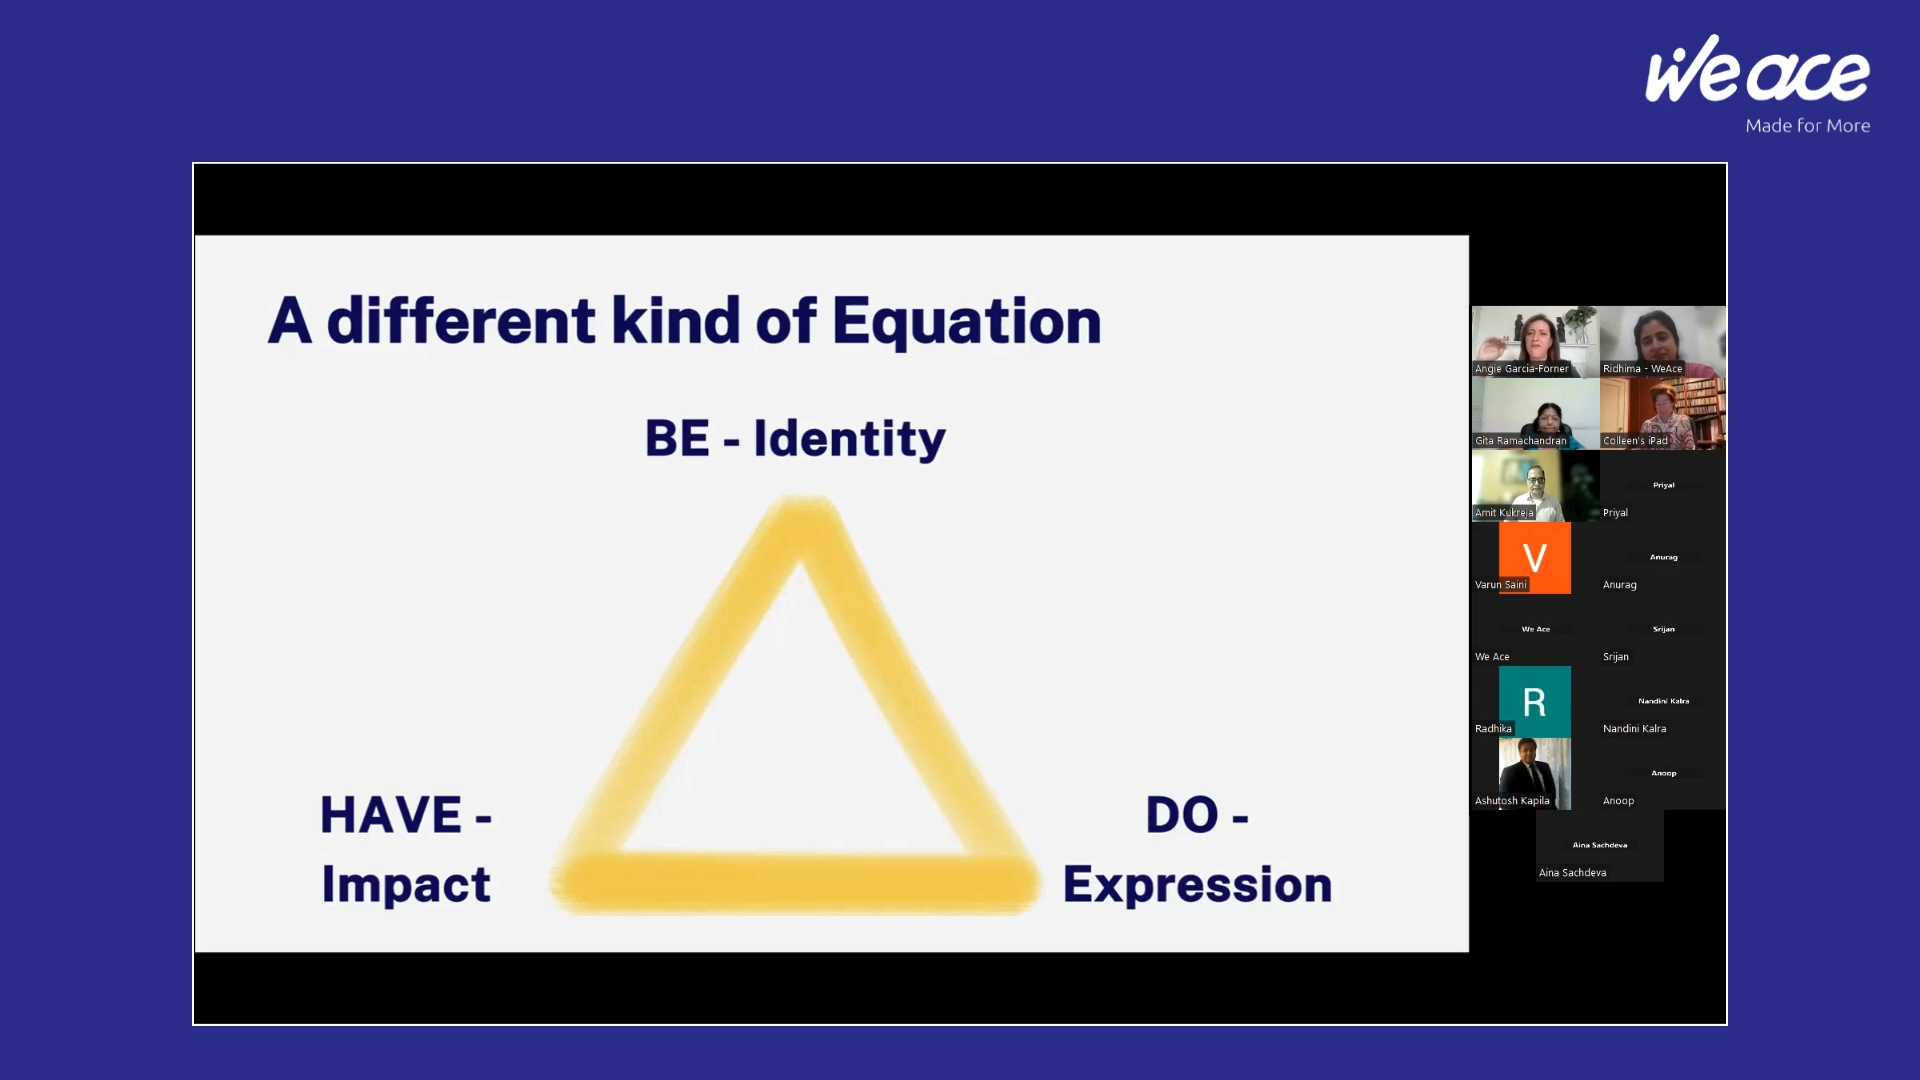 Weace
Made for More
A different kind of Equation
BE - Identity
HAVE -
Impact
DO -
Expression
Angie Garcia-Forner
Ridhima - WeAce
Gita Ramachandran
Colleen's iPad
Amit Kukreja
Priyal
Priyal
V
Varun Saini
Anurag
Anurag
We Ace
We Ace
Srijan
Srijan
R
Radhika
Nandini Kalra
Nandini Kalra
Ashutosh Kapila
Anoop
Anoop
Aina Sachdeva
Aina Sachdeva